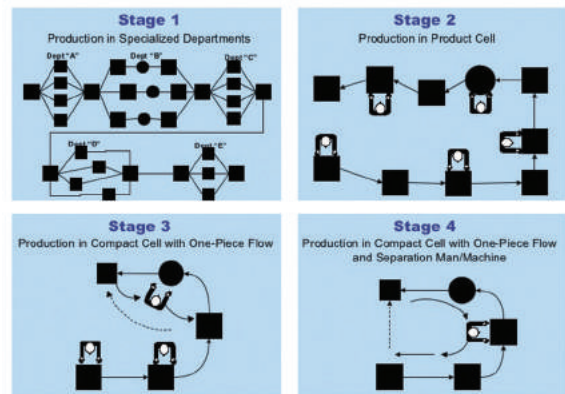 Stage 1
Production in Specialized Departments
Dept "A"
Dept "B"
Dept "C"
Dept "D"
Dept "E"
Stage 2
Production in Product Cell
Stage 3
Production in Compact Cell with One-Piece Flow
Stage 4
Production in Compact Cell with One-Piece Flow
and Separation Man/Machine